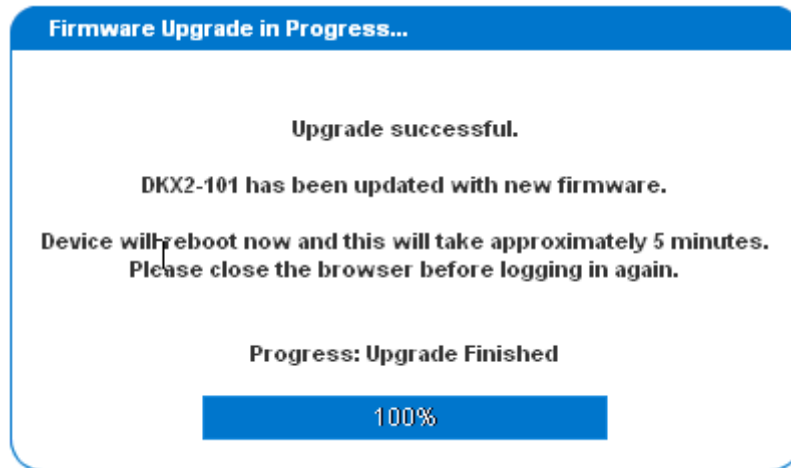 Firmware Upgrade in Progress...
Upgrade successful.
DKX2-101 has been updated with new firmware.
Device will reboot now and this will take approximately 5 minutes.
Please close the browser before logging in again.
Progress: Upgrade Finished
100%